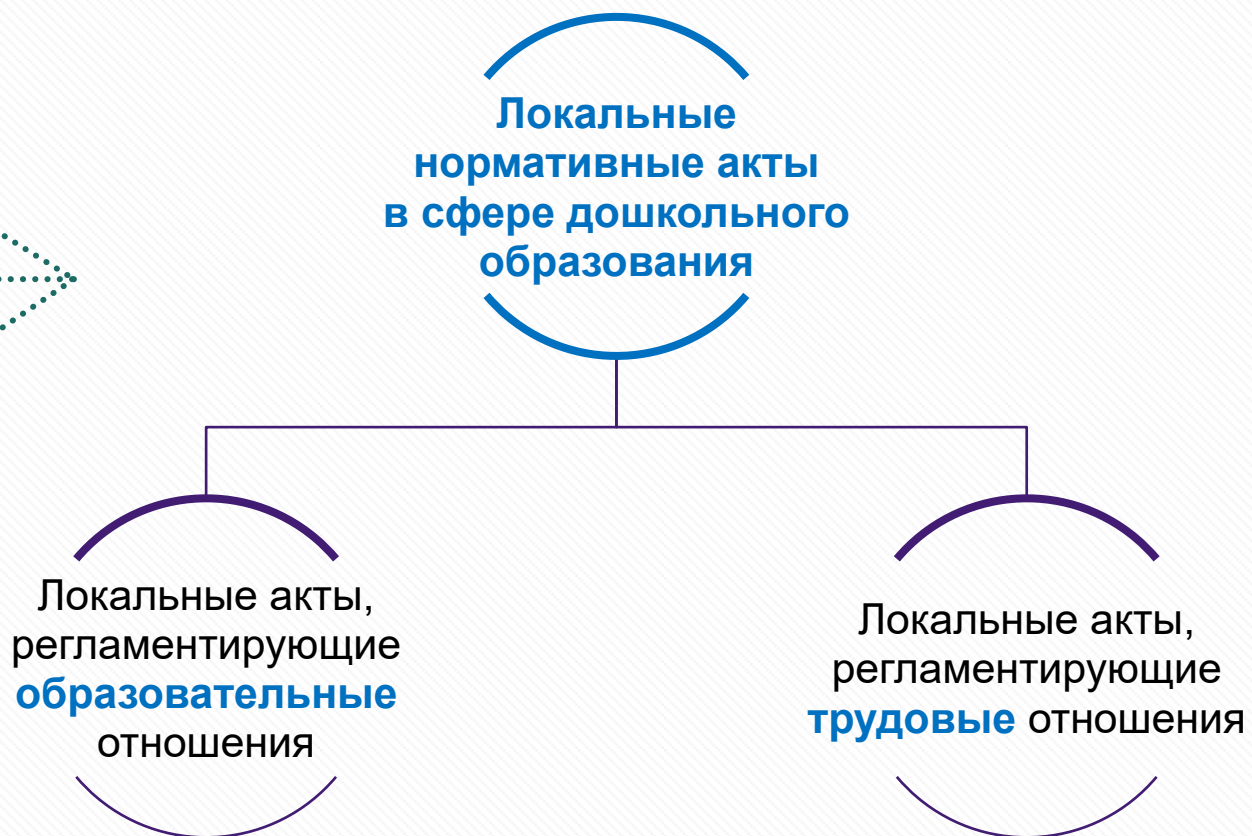 Локальные
нормативные акты
в сфере дошкольного
образования
Локальные акты,
регламентирующие
образовательные
отношения
Локальные акты,
регламентирующие
трудовые отношения